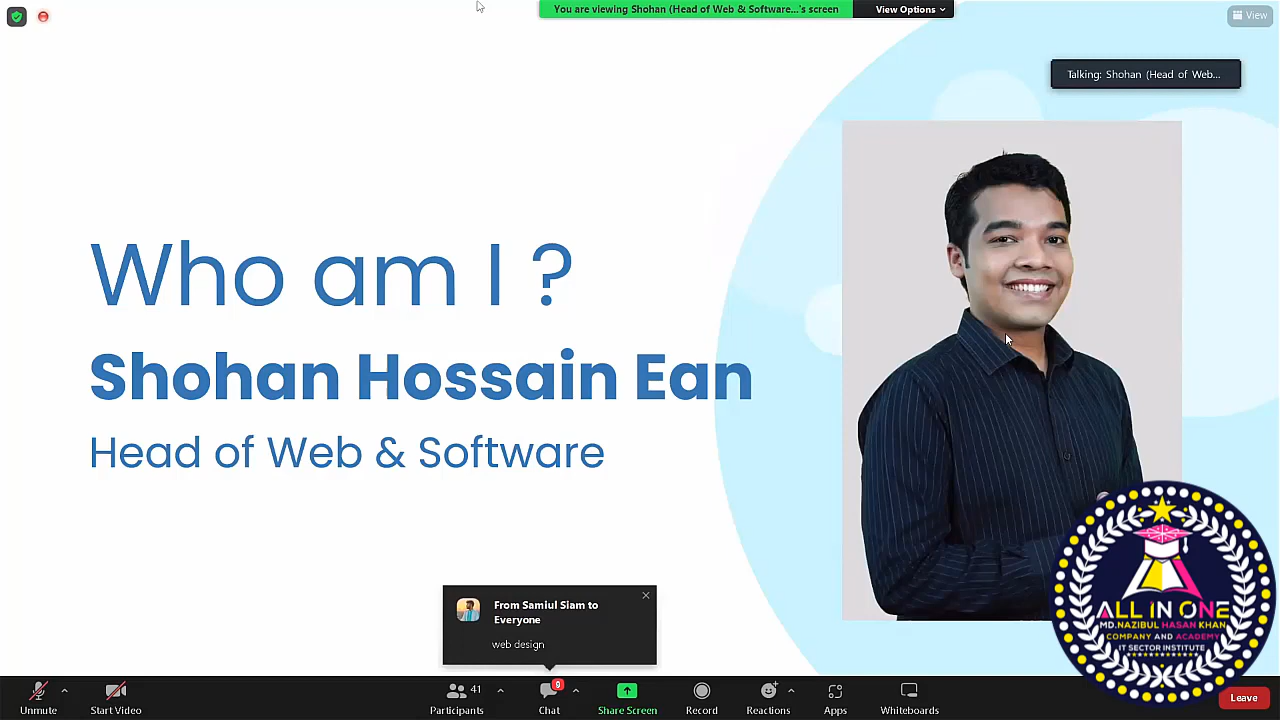 You are viewing Shohan (Head of Web & Software...'s screen
View Options
View
Talking: Shohan (Head of Web...
Who am I ?
Shohan Hossain Ean
Head of Web & Software
From Samiul Siam to
Everyone
web design
ALL IN ONE
MD.NAZIBUL HASAN KHAN
COMPANY AND ACADEMY
IT SECTOR INSTITUTE
Unmute
Start Video
41
Participants
9
Chat
Share Screen
Record
Reactions
Apps
Whiteboards
Leave